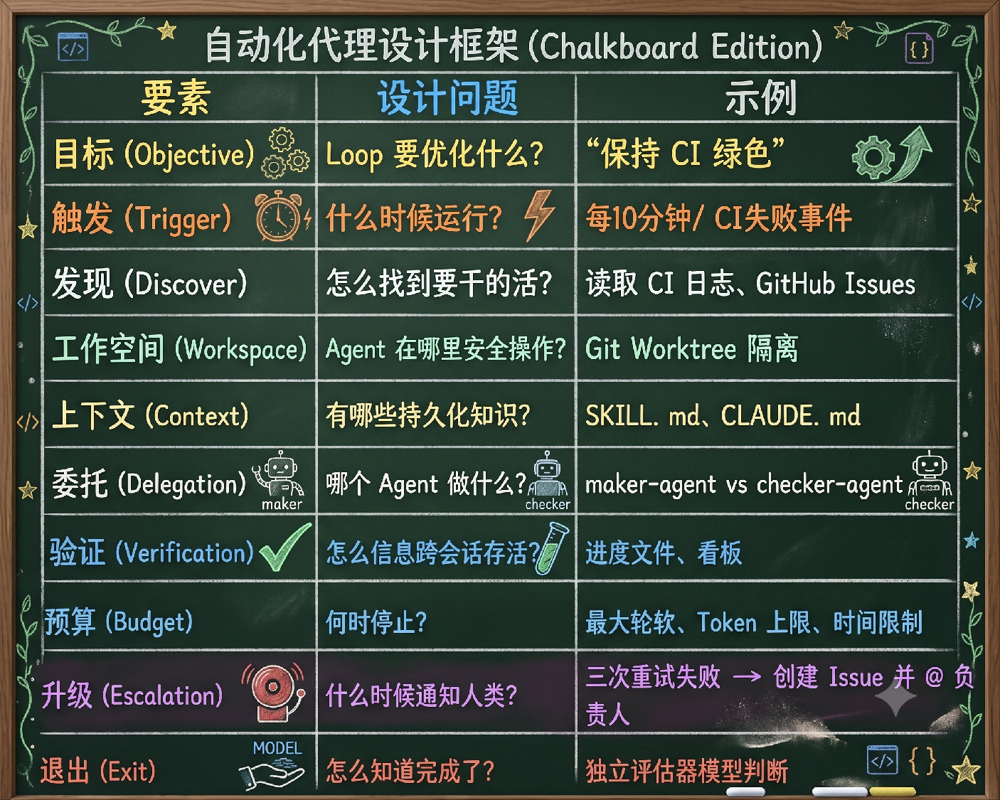 自动化代理设计框架 (Chalkboard Edition)
要素 设计问题 示例
目标 (Objective) Loop 要优化什么? “保持 CI 绿色”
触发 (Trigger) 什么时候运行? 每10分钟/ CI失败事件
发现 (Discover) 怎么找到要干的活? 读取 CI 日志、GitHub Issues
工作空间 (Workspace) Agent 在哪里安全操作? Git Worktree 隔离
上下文 (Context) 有哪些持久化知识? SKILL. md、CLAUDE. md
委托 (Delegation) 哪个 Agent 做什么? maker-agent vs checker-agent
maker checker checker
验证 (Verification) 怎么信息跨会话存活? 进度文件、看板
预算 (Budget) 何时停止? 最大轮软、Token 上限、时间限制
升级 (Escalation) 什么时候通知人类? 三次重试失败 → 创建 Issue 并 @ 负
责人
MODEL
退出 (Exit) 怎么知道完成了? 独立评估器模型判断